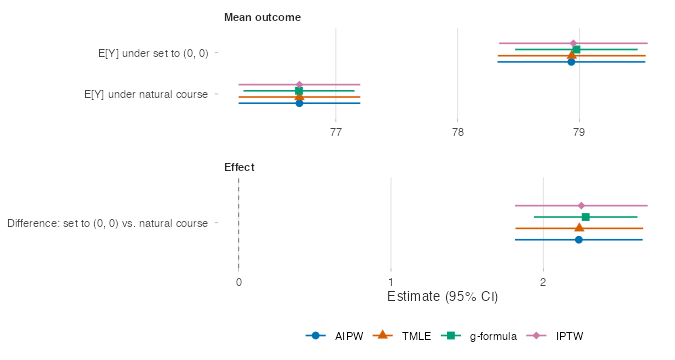 Mean outcome
E[Y] under set to (0, 0)
E[Y] under natural course
77 78 79
Effect
Difference: set to (0, 0) vs. natural course
0 1 2
Estimate (95% CI)
AIPW TMLE g-formula IPTW